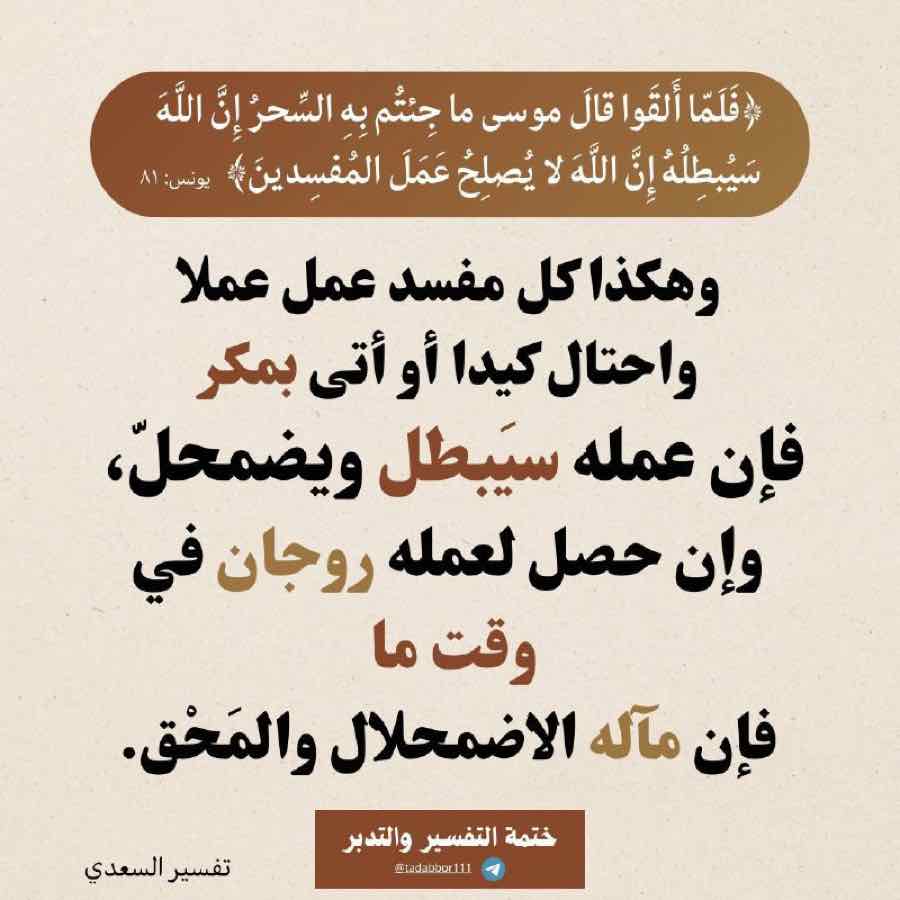 ﴿فَلَمّا أَلقَوا قالَ موسى ما جِئتُم بِهِ السِّحرُ إِنَّ اللَّهَ
سَيُبطِلُهُ إِنَّ اللَّهَ لا يُصلِحُ عَمَلَ المُفسِدينَ﴾ يونس: ٨١
وهكذا كل مفسد عمل عملا
واحتال كيدا أو أتى بمكر
فإن عمله سيَبطل ويضمحلّ،
وإن حصل لعمله روجان في
وقت ما
فإن مآله الاضمحلال والمَحْق.
ختمة التفسير والتدبر
@tadabbor111
تفسير السعدي